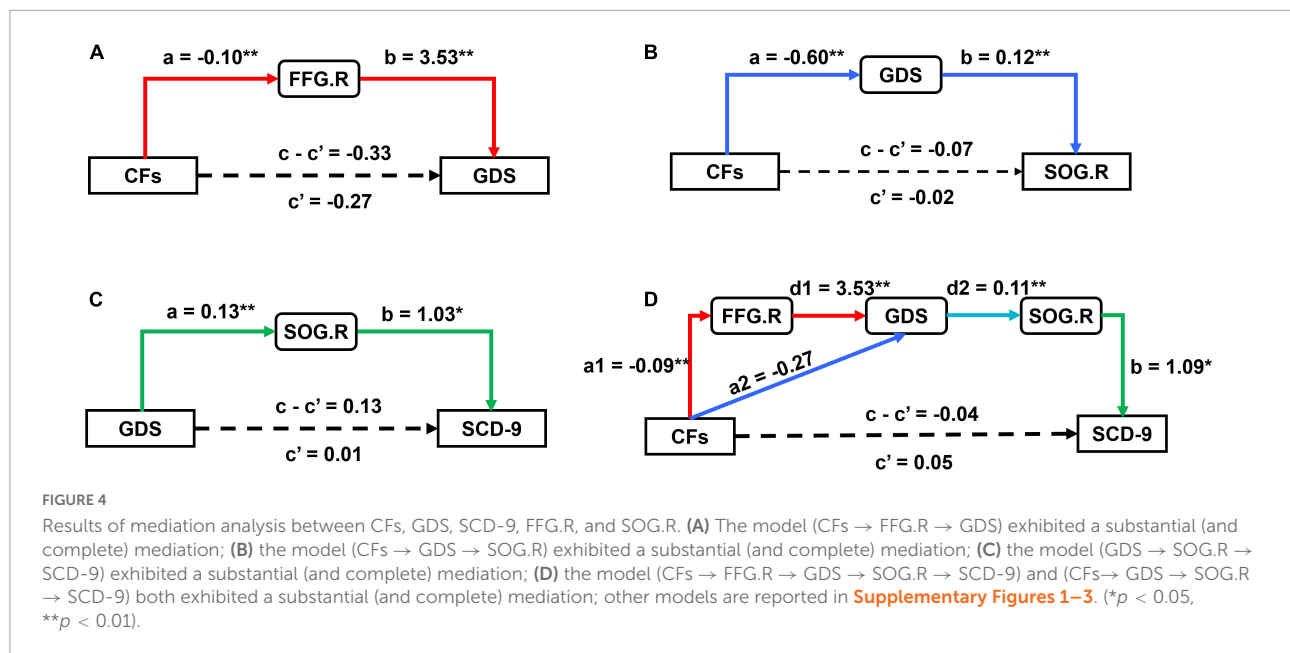 A
a = -0.10**
b = 3.53**
FFG.R
c - c' = -0.33
CFs
GDS
c' = -0.27
B
a = -0.60**
b = 0.12**
GDS
c - c' = -0.07
CFs
SOG.R
c' = -0.02
C
a = 0.13**
b = 1.03*
SOG.R
c - c' = 0.13
GDS
SCD-9
c' = 0.01
D
d1 = 3.53**
d2 = 0.11**
FFG.R
GDS
SOG.R
a1 = -0.09**
a2 = -0.27
b = 1.09*
c - c' = -0.04
CFs
SCD-9
c' = 0.05
FIGURE 4
Results of mediation analysis between CFs, GDS, SCD-9, FFG.R, and SOG.R. (A) The model (CFs → FFG.R → GDS) exhibited a substantial (and
complete) mediation; (B) the model (CFs → GDS → SOG.R) exhibited a substantial (and complete) mediation; (C) the model (GDS → SOG.R →
SCD-9) exhibited a substantial (and complete) mediation; (D) the model (CFs → FFG.R → GDS → SOG.R → SCD-9) and (CFs→ GDS → SOG.R
→ SCD-9) both exhibited a substantial (and complete) mediation; other models are reported in Supplementary Figures 1–3. (*p < 0.05,
**p < 0.01).